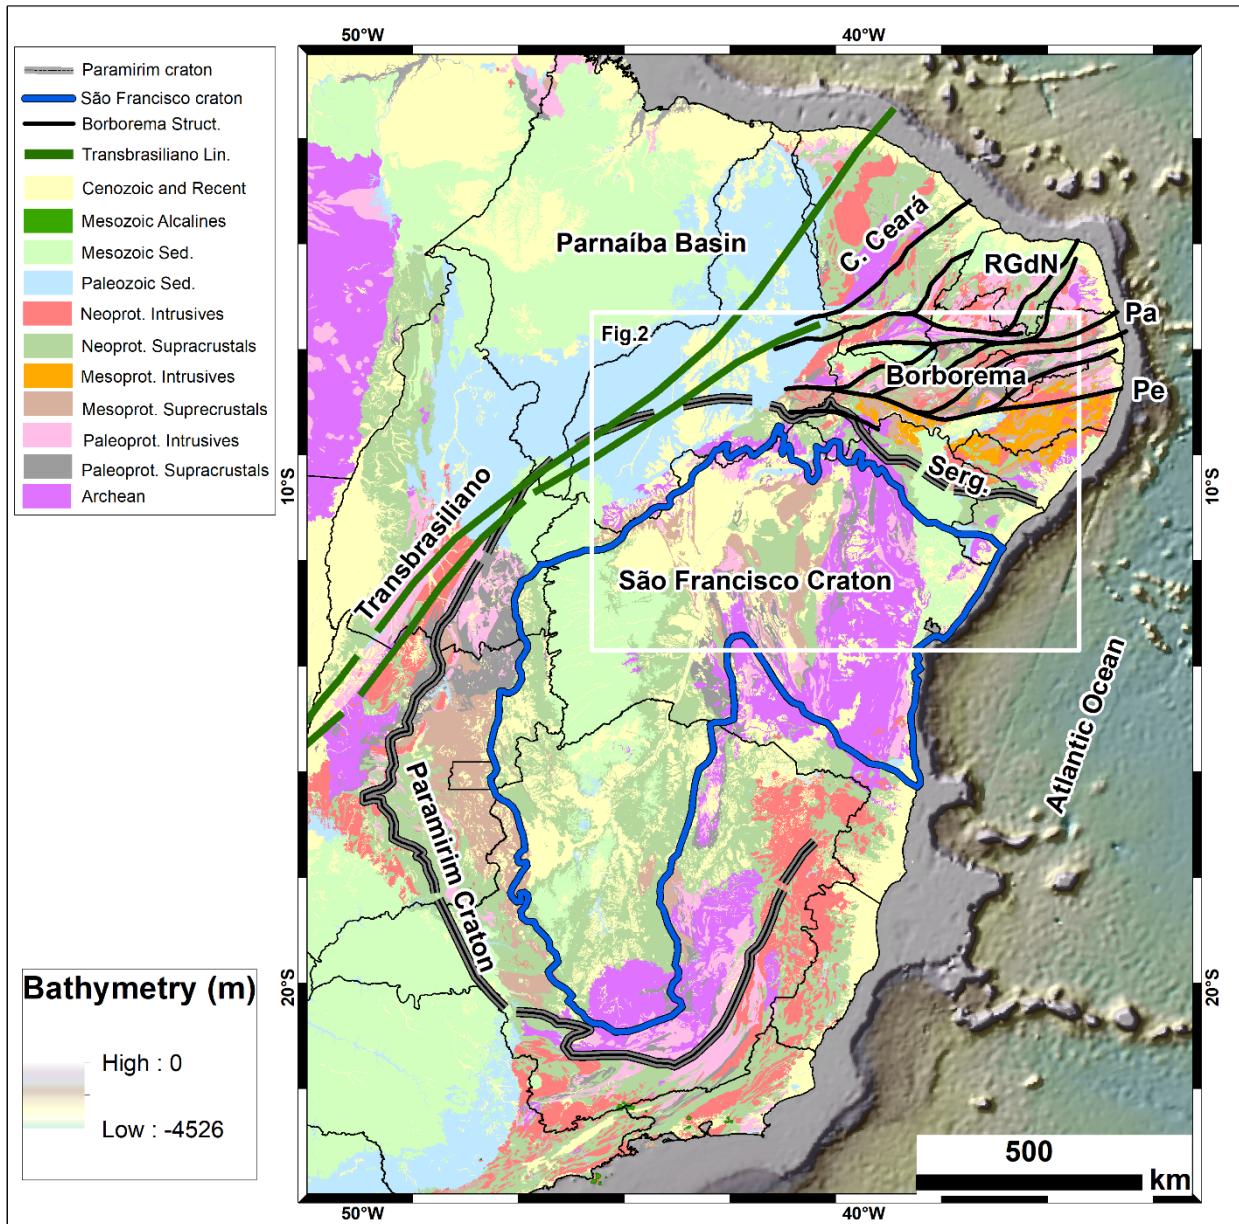 50°W
40°W
Paramirim craton
São Francisco craton
Borborema Struct.
Transbrasiliano Lin.
Cenozoic and Recent
Mesozoic Alcalines
Mesozoic Sed.
Paleozoic Sed.
Neoprot. Intrusives
Neoprot. Supracrustals
Mesoprot. Intrusives
Mesoprot. Suprecrustals
Paleoprot. Intrusives
Paleoprot. Supracrustals
Archean
C. Ceará
Parnaíba Basin
RGdN
Pa
Fig.2
Borborema
Pe
Serg.
10°S
10°S
Transbrasiliano
São Francisco Craton
Atlantic Ocean
Paramirim Craton
Bathymetry (m)
High : 0
Low : -4526
20°S
20°S
500
km
50°W
40°W